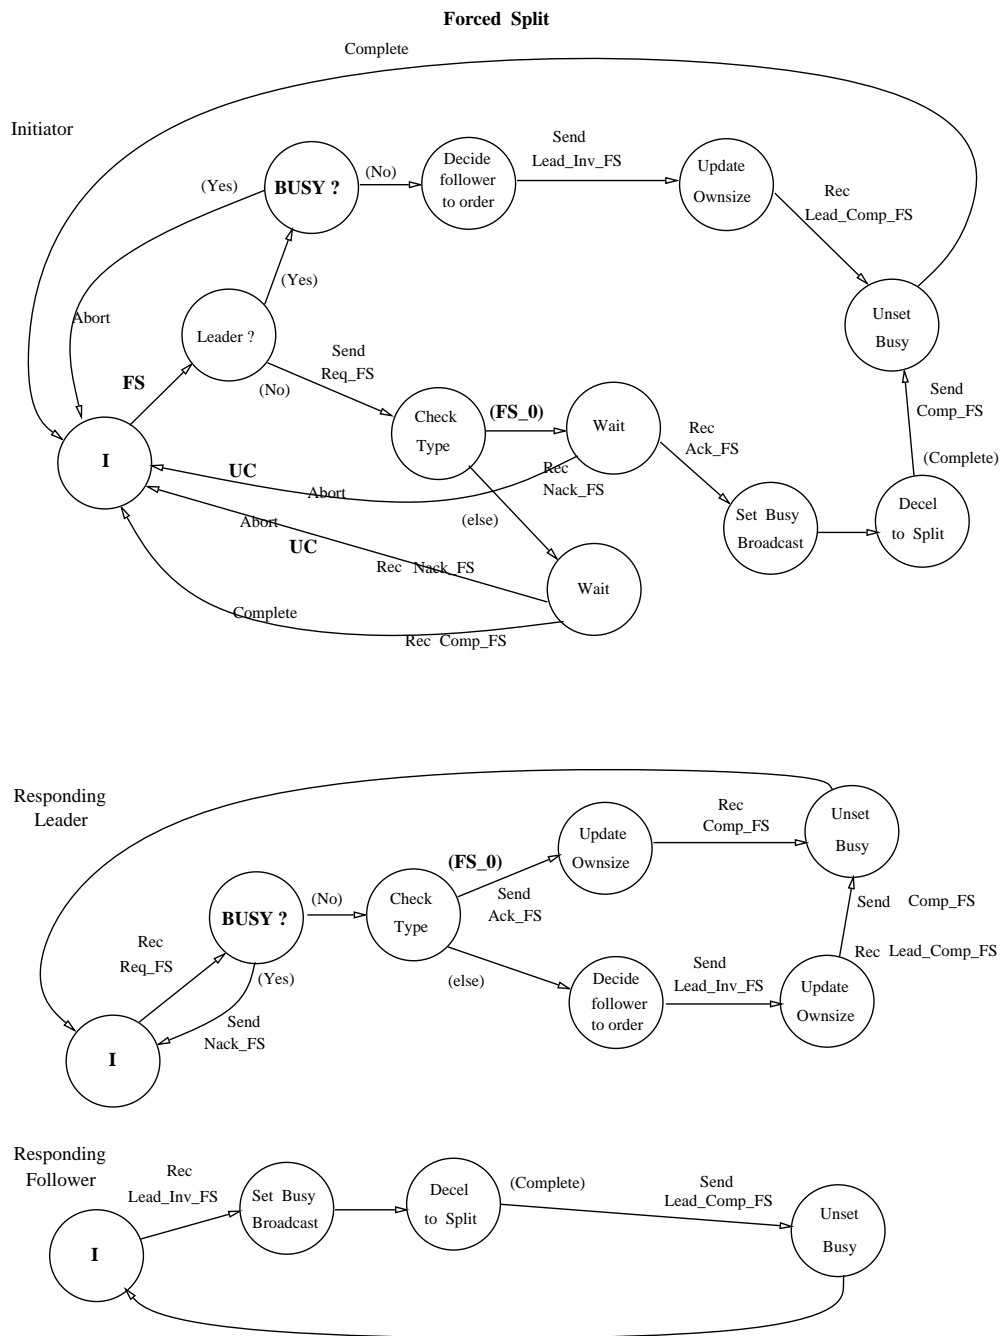 Forced Split
Complete
Initiator
Send
Lead_Inv_FS
(No)
BUSY ?
Decide
follower
to order
Update
Ownsize
(Yes)
Rec
Lead_Comp_FS
(Yes)
Abort
Leader ?
Unset
Busy
Send
Req_FS
FS
(No)
Send
Comp_FS
Check
Type
(FS_0)
Wait
Rec
Ack_FS
I
UC
Abort
Rec
Nack_FS
(Complete)
Abort
UC
(else)
Set Busy
Broadcast
Decel
to Split
Rec Nack_FS
Wait
Complete
Rec Comp_FS
Responding
Leader
Rec
Comp_FS
Unset
Busy
Update
Ownsize
(FS_0)
Send
Ack_FS
BUSY ?
(No)
Check
Type
Send Comp_FS
Rec
Req_FS
(Yes)
Rec Lead_Comp_FS
(else)
Decide
follower
to order
Send
Lead_Inv_FS
Update
Ownsize
Send
Nack_FS
I
Responding
Follower
Rec
Lead_Inv_FS
Set Busy
Broadcast
Decel
to Split
(Complete)
Send
Lead_Comp_FS
Unset
Busy
I